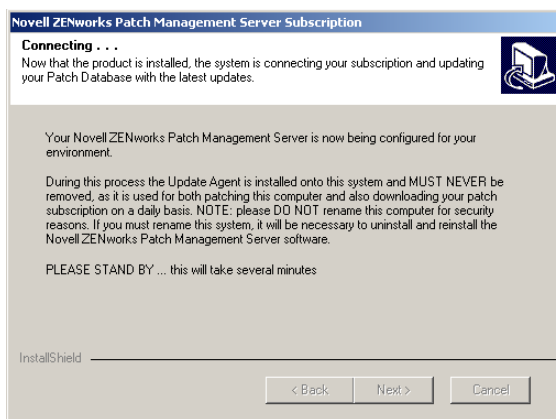 Novell ZENworks Patch Management Server Subscription
Connecting . . .
Now that the product is installed, the system is connecting your subscription and updating
your Patch Database with the latest updates.
Your Novell ZENworks Patch Management Server is now being configured for your
environment.
During this process the Update Agent is installed onto this system and MUST NEVER be
removed, as it is used for both patching this computer and also downloading your patch
subscription on a daily basis. NOTE: please DO NOT rename this computer for security
reasons. If you must rename this system, it will be necessary to uninstall and reinstall the
Novell ZENworks Patch Management Server software.
PLEASE STAND BY ... this will take several minutes
InstallShield
< Back
Next >
Cancel